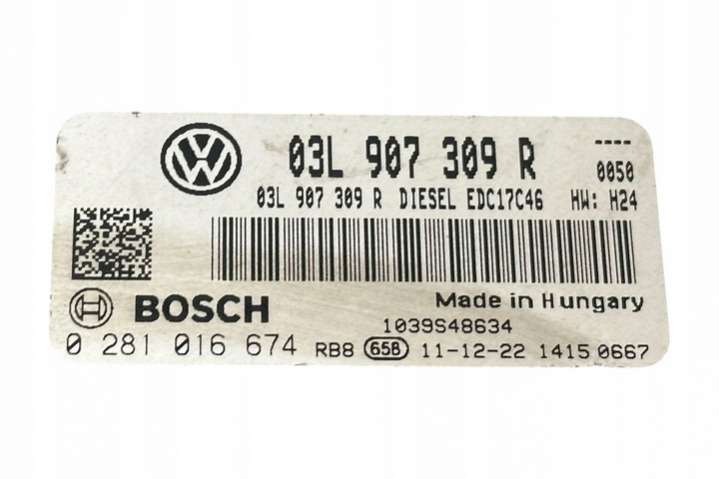 03L 907 309 R ----
0050
03L 907 309 R DIESEL EDC17C46 HW: H24
BOSCH Made in Hungary
1039S48634
0 281 016 674 RB8 65B 11-12-22 1415 0667